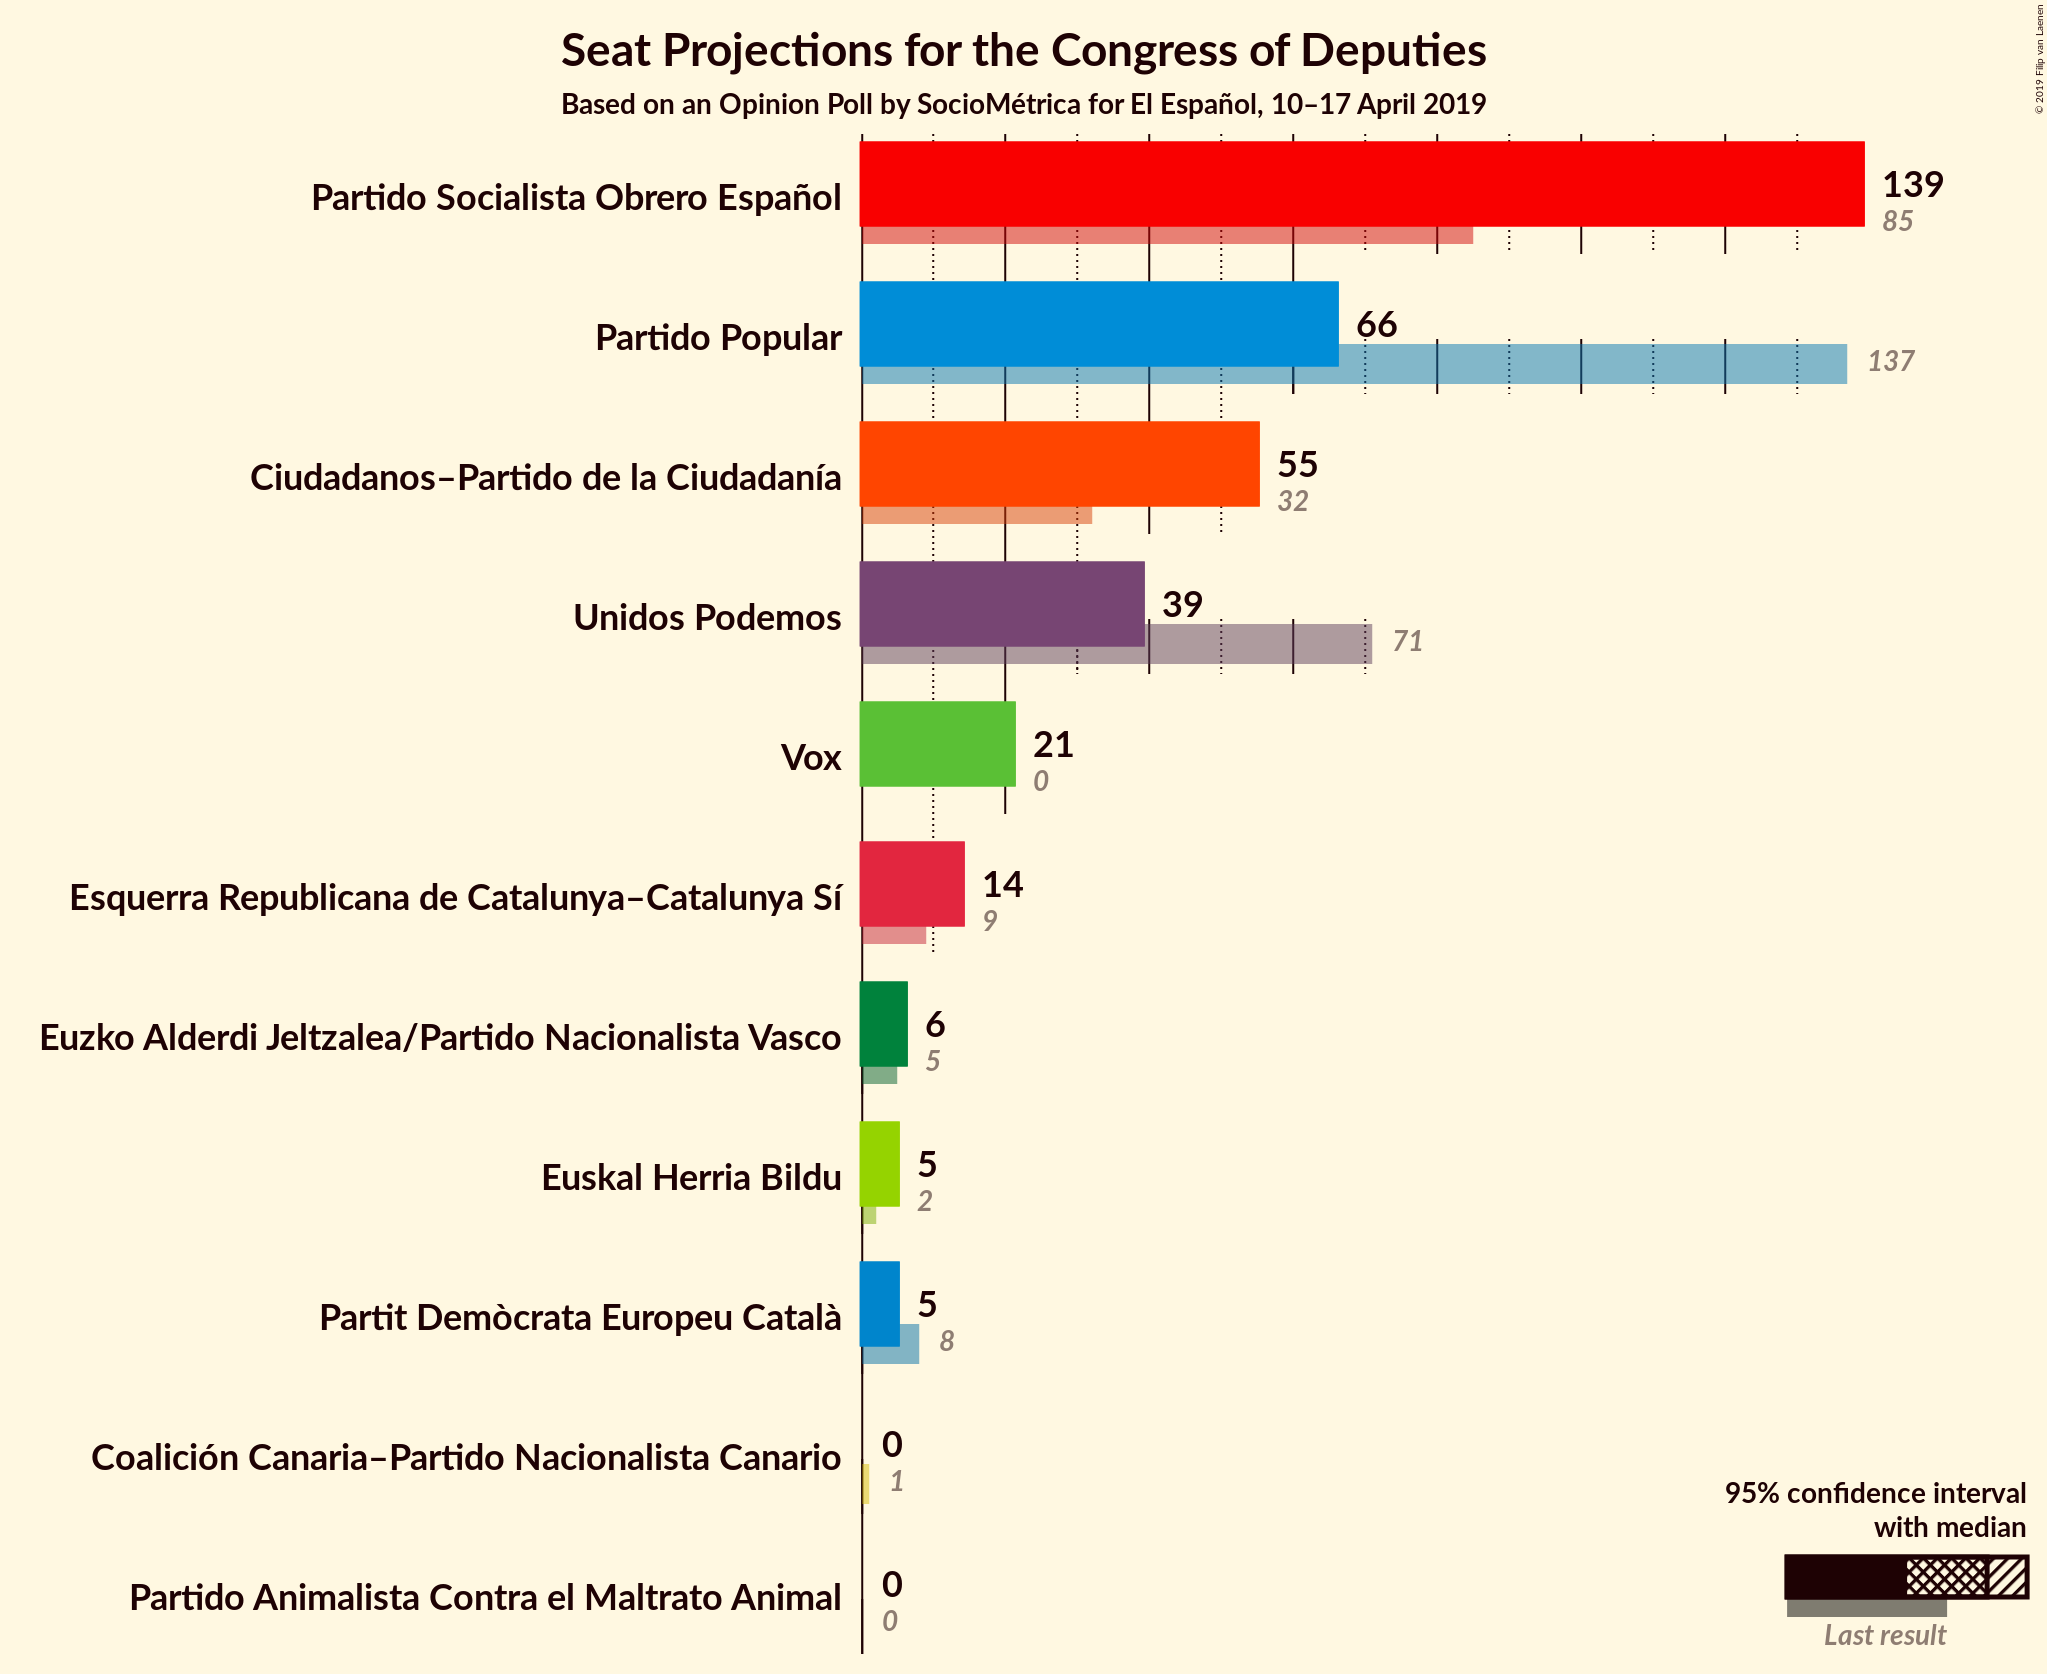 Seat Projections for the Congress of Deputies
Based on an Opinion Poll by SocioMétrica for El Español, 10–17 April 2019
© 2019 Filip van Laenen
Partido Socialista Obrero Español
139
85
Partido Popular
66
137
Ciudadanos–Partido de la Ciudadanía
55
32
Unidos Podemos
39
71
Vox
21
0
Esquerra Republicana de Catalunya–Catalunya Sí
14
9
Euzko Alderdi Jeltzalea/Partido Nacionalista Vasco
6
5
Euskal Herria Bildu
5
2
Partit Demòcrata Europeu Català
5
8
Coalición Canaria–Partido Nacionalista Canario
0
1
Partido Animalista Contra el Maltrato Animal
0
0
95% confidence interval
with median
Last result